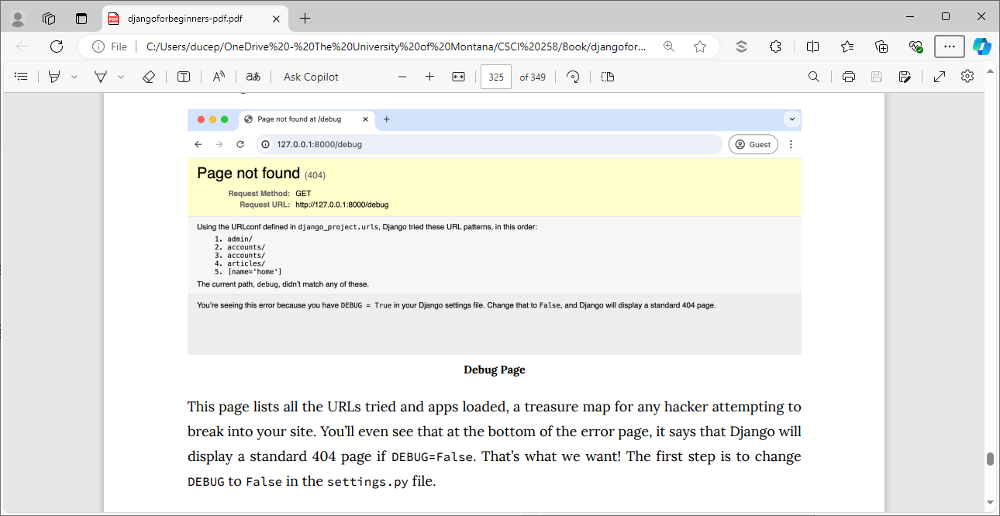 djangoforbeginners-pdf.pdf
File C:/Users/ducep/OneDrive%20-%20The%20University%20of%20Montana/CSCI%20258/Book/djangofor...
Ask Copilot 325 of 349
Page not found at /debug
127.0.0.1:8000/debug Guest
Page not found (404)
Request Method: GET
Request URL: http://127.0.0.1:8000/debug
Using the URLconf defined in django_project.urls, Django tried these URL patterns, in this order:
1. admin/
2. accounts/
3. accounts/
4. articles/
5. [name='home']
The current path, debug, didn't match any of these.
You're seeing this error because you have DEBUG = True in your Django settings file. Change that to False, and Django will display a standard 404 page.
Debug Page
This page lists all the URLs tried and apps loaded, a treasure map for any hacker attempting to
break into your site. You'll even see that at the bottom of the error page, it says that Django will
display a standard 404 page if DEBUG=False. That's what we want! The first step is to change
DEBUG to False in the settings.py file.